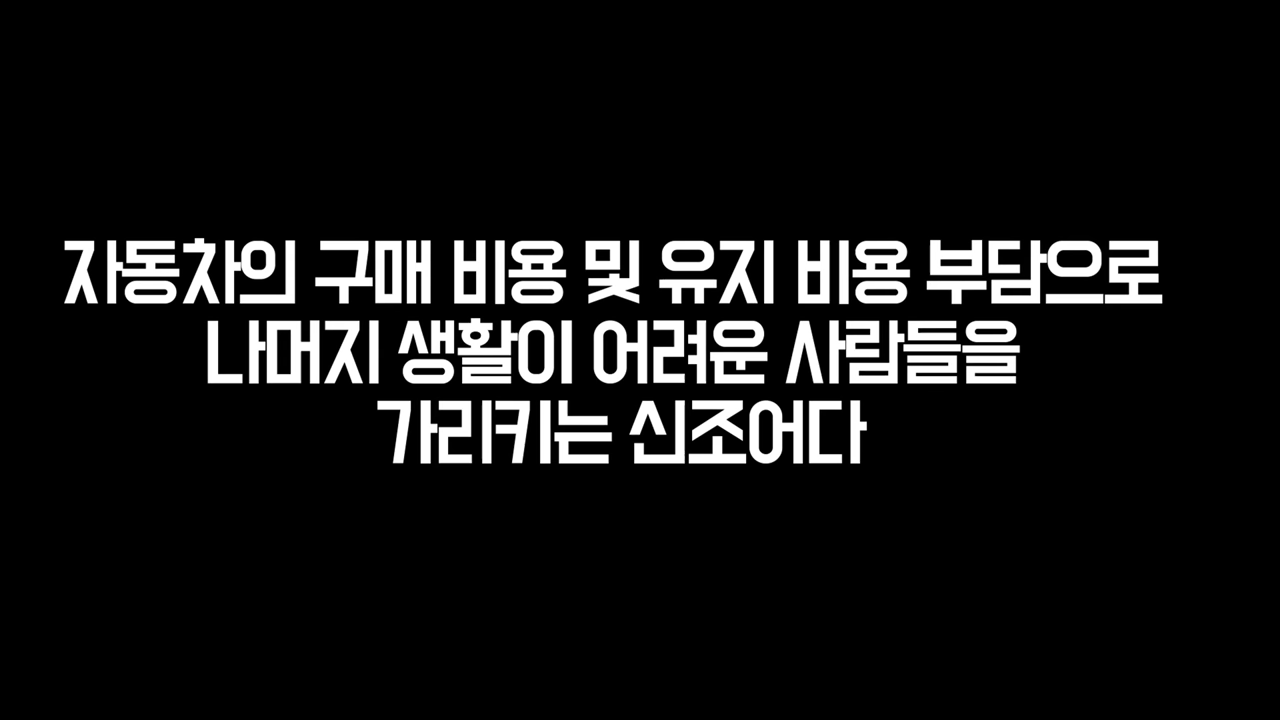 자동차의 구매 비용 및 유지 비용 부담으로
나머지 생활이 어려운 사람들을
가리키는 신조어다